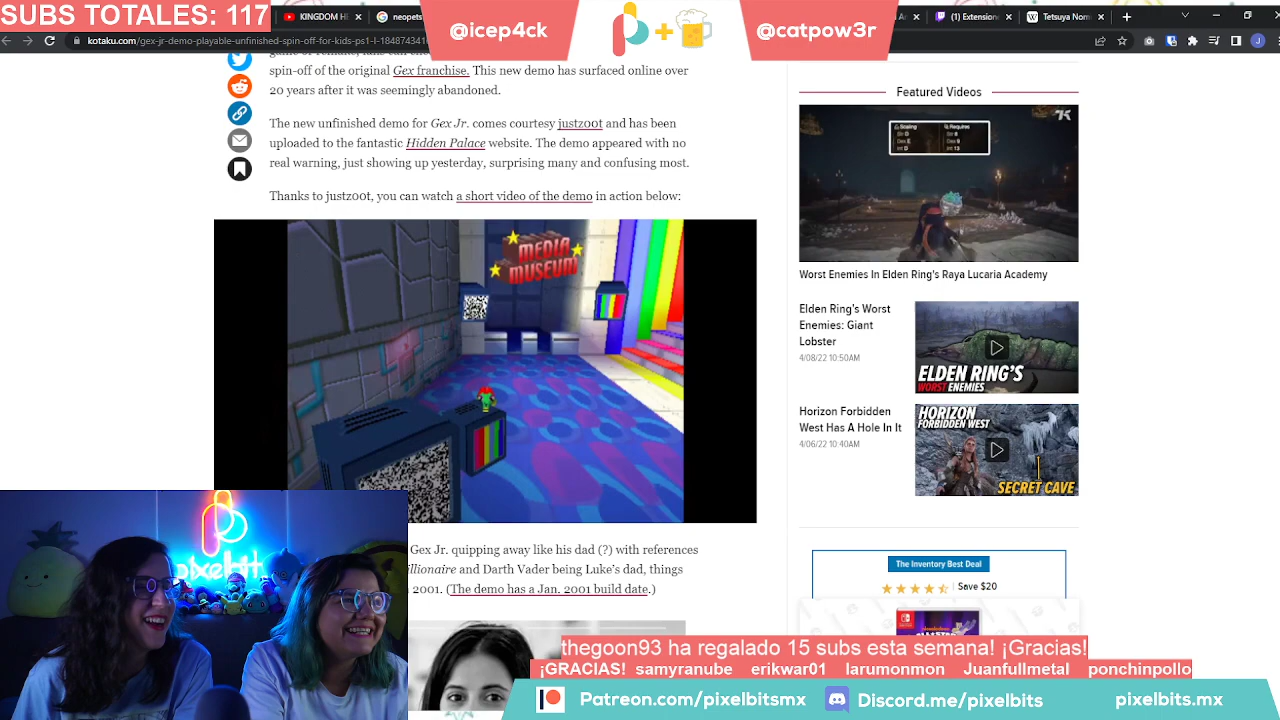 SUBS TOTALES: 117
KINGDOM H
neopets
(1) Extension
Tetsuya Nom
kotaku.com/gex-jr-demo-playable-unfinished-spin-off-for-kids-ps1-l-18487434
@icep4ck
@catpow3r
spin-off of the original Gex franchise. This new demo has surfaced online over
20 years after it was seemingly abandoned.
The new unfinished demo for Gex Jr. comes courtesy justz00t and has been
uploaded to the fantastic Hidden Palace website. The demo appeared with no
real warning, just showing up yesterday, surprising many and confusing most.
Thanks to justz00t, you can watch a short video of the demo in action below:
MEDIA
MUSEUM
Gex Jr. quipping away like his dad (?) with references
illionaire and Darth Vader being Luke's dad, things
2001. (The demo has a Jan. 2001 build date.)
Featured Videos
Scaling
Requires
Worst Enemies In Elden Ring's Raya Lucaria Academy
Elden Ring's Worst
Enemies: Giant
Lobster
4/08/22 10:50AM
ELDEN RING'S
WORST ENEMIES
Horizon Forbidden
West Has A Hole In It
4/06/22 10:40AM
HORIZON
FORBIDDEN
WEST
SECRET CAVE
The Inventory Best Deal
Save $20
pixelbit
thegoon93 ha regalado 15 subs esta semana! ¡Gracias!
¡GRACIAS! samyranube erikwar01 larumonmon Juanfullmetal ponchinpollo
Patreon.com/pixelbitsmx
Discord.me/pixelbits
pixelbits.mx